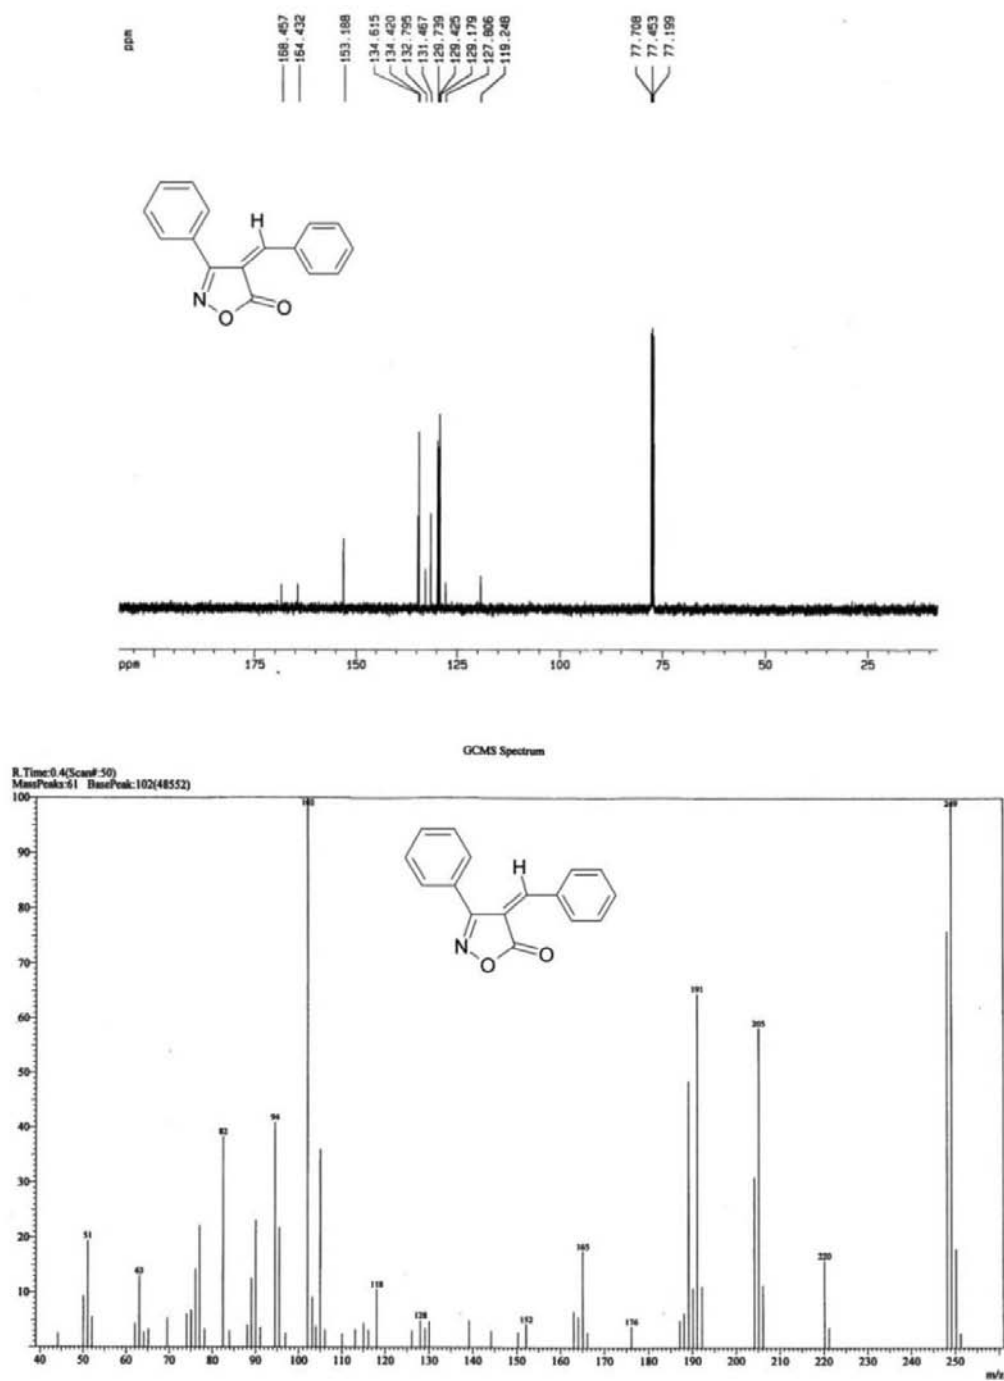 ppm
168.457
164.432
153.188
134.615
134.420
132.795
131.467
129.739
129.425
129.179
127.806
119.248
77.708
77.453
77.199
H
N
O
O
ppm 175 150 125 100 75 50 25
GCMS Spectrum
R.Time:0.4(Scan#:50)
MassPeaks:61 BasePeak:102(48552)
100
90
80
70
60
50
40
30
20
10
102
249
H
N
O
O
191
205
94
82
51
63
165
220
118
128
152
176
40 50 60 70 80 90 100 110 120 130 140 150 160 170 180 190 200 210 220 230 240 250